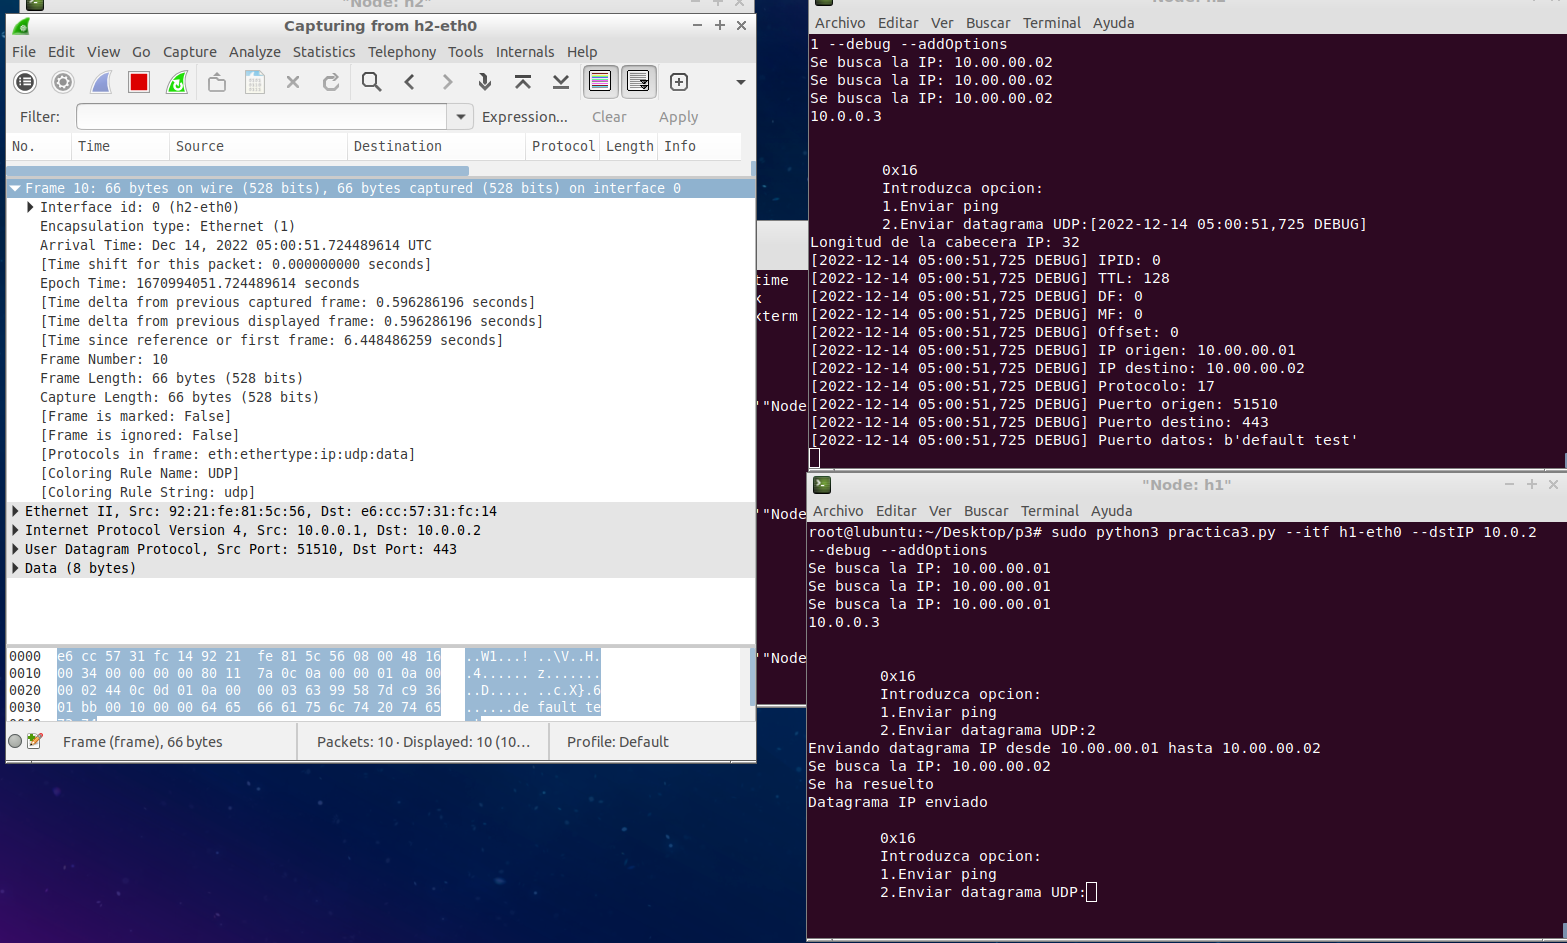 "Node: h2"
Capturing from h2-eth0
File Edit View Go Capture Analyze Statistics Telephony Tools Internals Help
Filter: Expression... Clear Apply
No. Time Source Destination Protocol Length Info
Frame 10: 66 bytes on wire (528 bits), 66 bytes captured (528 bits) on interface 0
Interface id: 0 (h2-eth0)
Encapsulation type: Ethernet (1)
Arrival Time: Dec 14, 2022 05:00:51.724489614 UTC
[Time shift for this packet: 0.000000000 seconds]
Epoch Time: 1670994051.724489614 seconds
[Time delta from previous captured frame: 0.596286196 seconds]
[Time delta from previous displayed frame: 0.596286196 seconds]
[Time since reference or first frame: 6.448486259 seconds]
Frame Number: 10
Frame Length: 66 bytes (528 bits)
Capture Length: 66 bytes (528 bits)
[Frame is marked: False]
[Frame is ignored: False]
[Protocols in frame: eth:ethertype:ip:udp:data]
[Coloring Rule Name: UDP]
[Coloring Rule String: udp]
Ethernet II, Src: 92:21:fe:81:5c:56, Dst: e6:cc:57:31:fc:14
Internet Protocol Version 4, Src: 10.0.0.1, Dst: 10.0.0.2
User Datagram Protocol, Src Port: 51510, Dst Port: 443
Data (8 bytes)
0000 e6 cc 57 31 fc 14 92 21 fe 81 5c 56 08 00 48 16 ..W1...! ..\V..H.
0010 00 34 00 00 00 00 80 11 7a 0c 0a 00 00 01 0a 00 .4...... z.......
0020 00 02 44 0c 0d 01 0a 00 00 03 63 99 58 7d c9 36 ..D..... ..c.X}.6
0030 01 bb 00 10 00 00 64 65 66 61 75 6c 74 20 74 65 ......de fault te
Frame (frame), 66 bytes Packets: 10 · Displayed: 10 (10... Profile: Default
time
x
xterm
'"Node
'"Node
'"Node
Archivo Editar Ver Buscar Terminal Ayuda
1 --debug --addOptions
Se busca la IP: 10.00.00.02
Se busca la IP: 10.00.00.02
Se busca la IP: 10.00.00.02
10.0.0.3
0x16
Introduzca opcion:
1.Enviar ping
2.Enviar datagrama UDP:[2022-12-14 05:00:51,725 DEBUG]
Longitud de la cabecera IP: 32
[2022-12-14 05:00:51,725 DEBUG] IPID: 0
[2022-12-14 05:00:51,725 DEBUG] TTL: 128
[2022-12-14 05:00:51,725 DEBUG] DF: 0
[2022-12-14 05:00:51,725 DEBUG] MF: 0
[2022-12-14 05:00:51,725 DEBUG] Offset: 0
[2022-12-14 05:00:51,725 DEBUG] IP origen: 10.00.00.01
[2022-12-14 05:00:51,725 DEBUG] IP destino: 10.00.00.02
[2022-12-14 05:00:51,725 DEBUG] Protocolo: 17
[2022-12-14 05:00:51,725 DEBUG] Puerto origen: 51510
[2022-12-14 05:00:51,725 DEBUG] Puerto destino: 443
[2022-12-14 05:00:51,725 DEBUG] Puerto datos: b'default test'
"Node: h1"
Archivo Editar Ver Buscar Terminal Ayuda
root@lubuntu:~/Desktop/p3# sudo python3 practica3.py --itf h1-eth0 --dstIP 10.0.2
--debug --addOptions
Se busca la IP: 10.00.00.01
Se busca la IP: 10.00.00.01
Se busca la IP: 10.00.00.01
10.0.0.3
0x16
Introduzca opcion:
1.Enviar ping
2.Enviar datagrama UDP:2
Enviando datagrama IP desde 10.00.00.01 hasta 10.00.00.02
Se busca la IP: 10.00.00.02
Se ha resuelto
Datagrama IP enviado
0x16
Introduzca opcion:
1.Enviar ping
2.Enviar datagrama UDP: